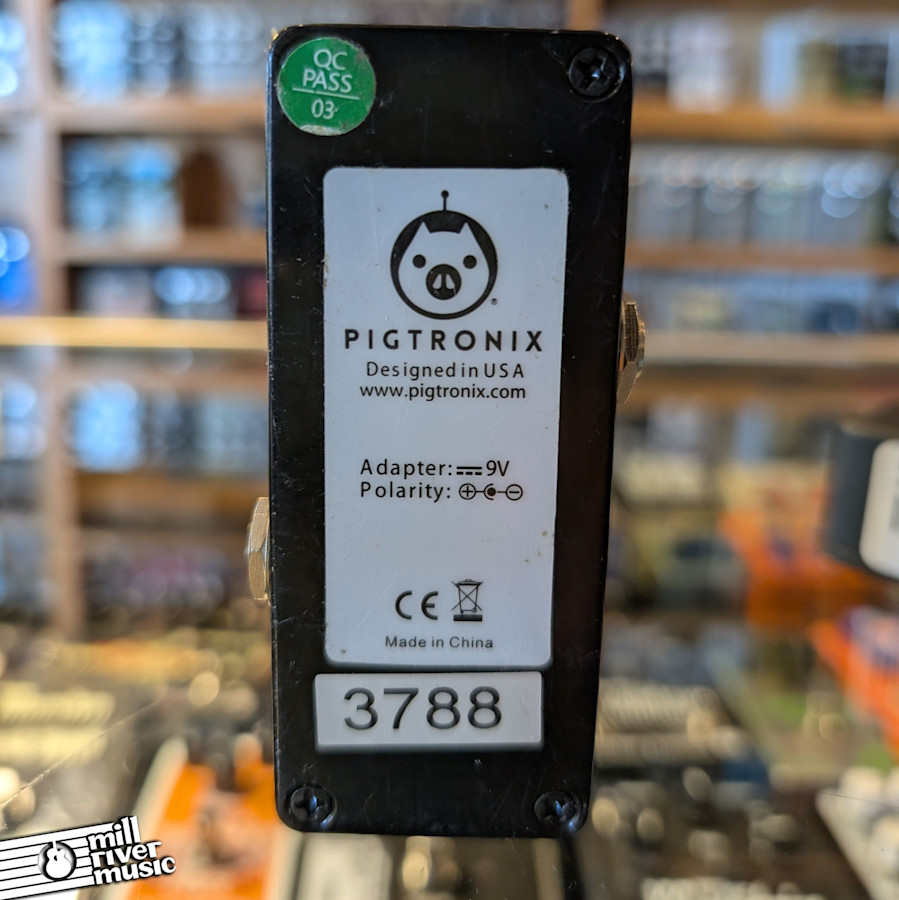 QC
PASS
03
PIGTRONIX
Designed in USA
www.pigtronix.com
Adapter: 9V
Polarity:
CE
Made in China
3788
mill
river
music